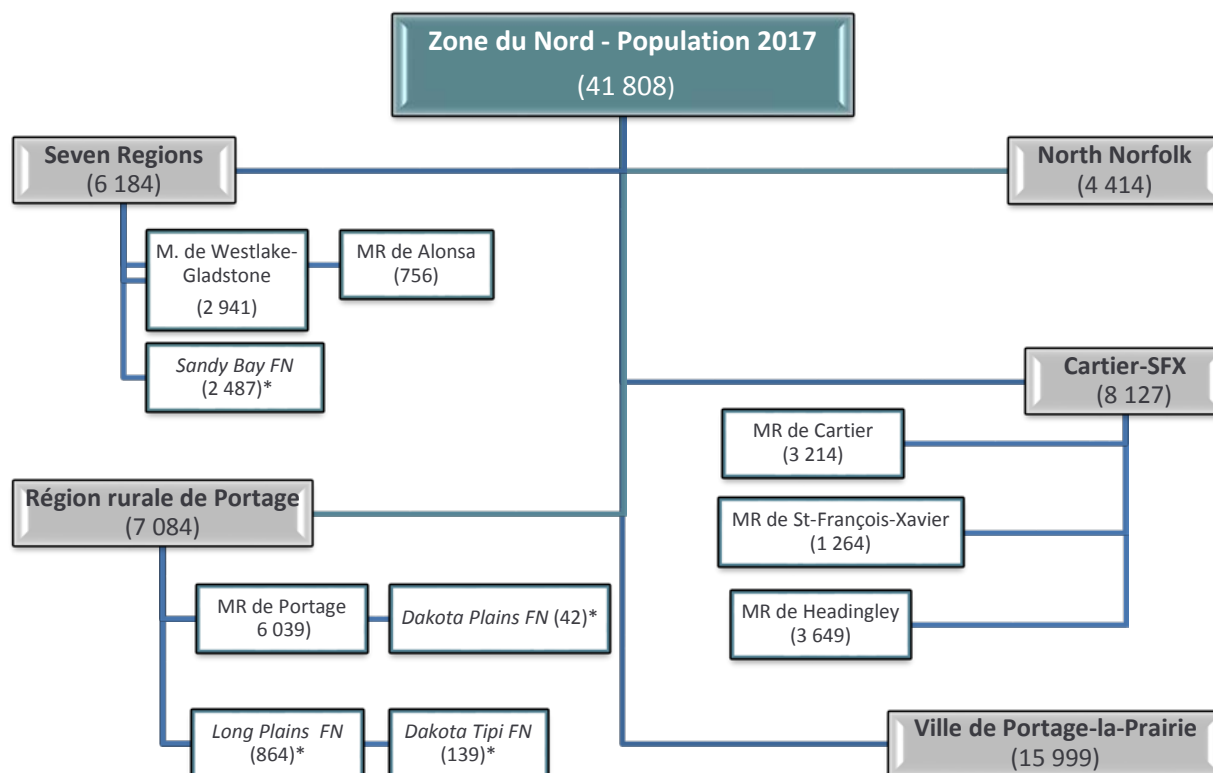 Zone du Nord - Population 2017
(41 808)
Seven Regions
(6 184)
North Norfolk
(4 414)
M. de Westlake-
Gladstone
(2 941)
MR de Alonsa
(756)
Sandy Bay FN
(2 487)*
Cartier-SFX
(8 127)
MR de Cartier
(3 214)
MR de St-François-Xavier
(1 264)
MR de Headingley
(3 649)
Région rurale de Portage
(7 084)
MR de Portage
6 039)
Dakota Plains FN (42)*
Long Plains FN
(864)*
Dakota Tipi FN
(139)*
Ville de Portage-la-Prairie
(15 999)